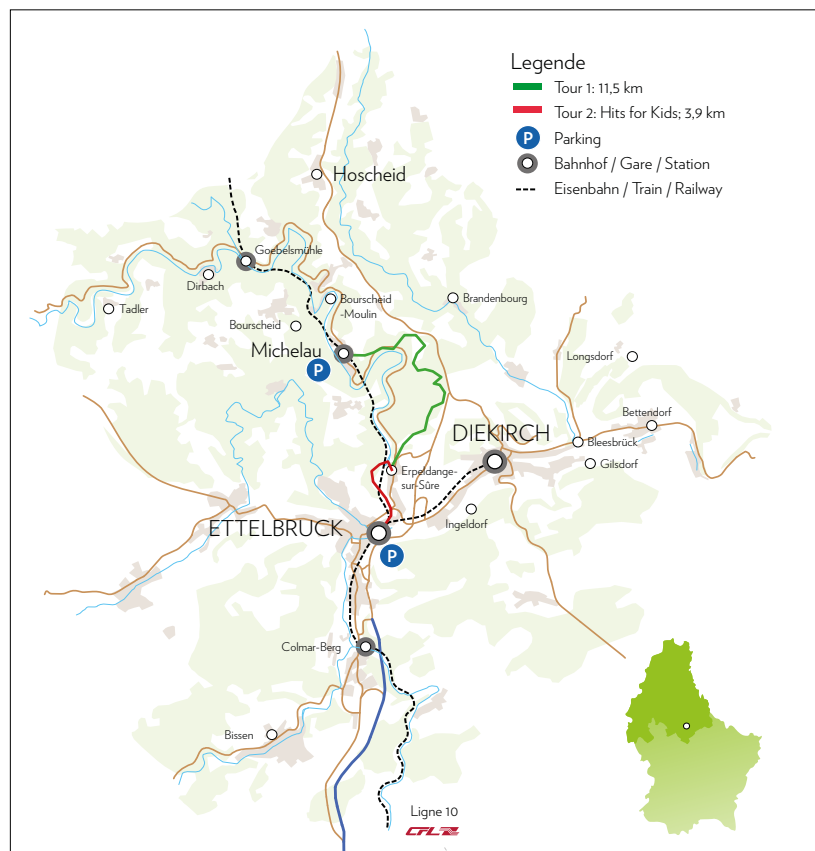 Legende
Tour 1: 11,5 km
Tour 2: Hits for Kids; 3,9 km
P
Parking
Bahnhof / Gare / Station
Eisenbahn / Train / Railway
Hoscheid
Goebelsmühle
Dirbach
Tadler
Bourscheid
-Moulin
Brandenbourg
Bourscheid
Michelau
P
Longsdorf
Bettendorf
DIEKIRCH
Bleesbrück
Gilsdorf
Erpeldange-
sur-Sûre
Ingeldorf
ETTELBRUCK
P
Colmar-Berg
Bissen
Ligne 10
CFL